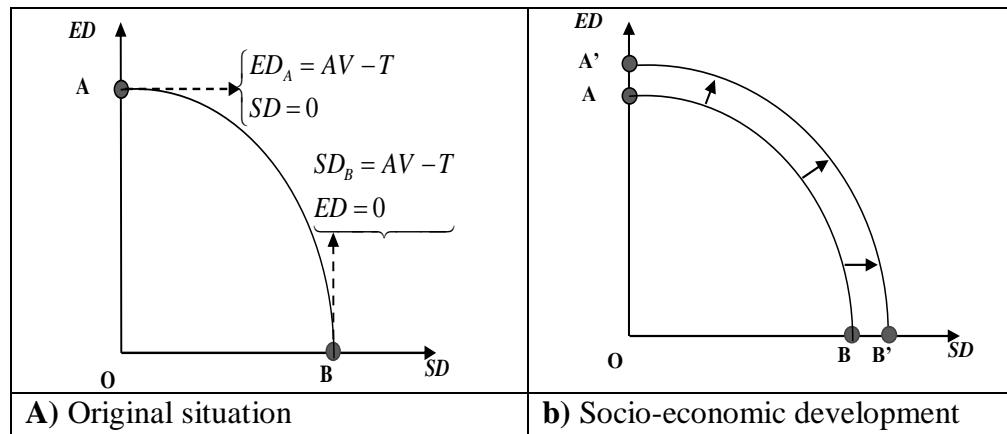 ED
A
ED_A = AV − T
SD = 0
SD_B = AV − T
ED = 0
O
B
SD
A) Original situation
ED
A’
A
O
B B’
SD
b) Socio-economic development